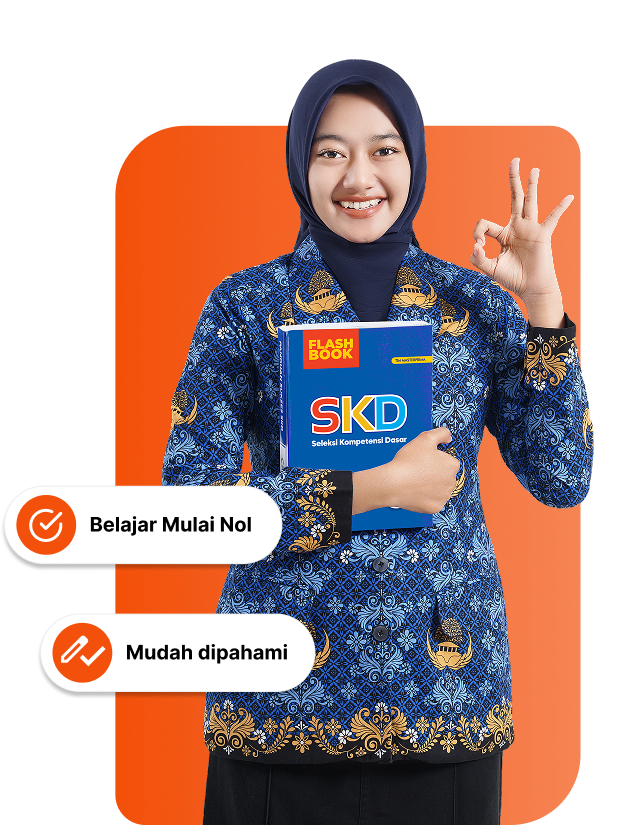 FLASH
BOOK
SKD
Seleksi Kompetensi Dasar
Belajar Mulai Nol
Mudah dipahami